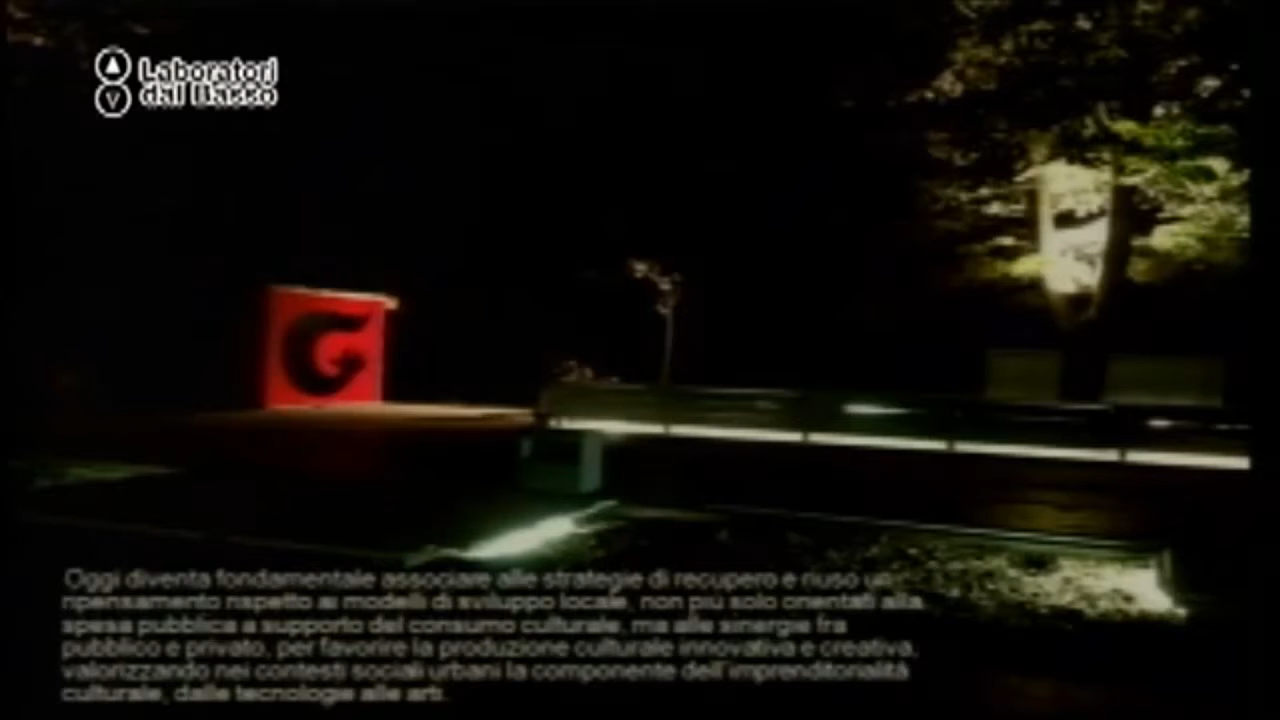 Laboratori
dal Basso
G
Oggi diventa fondamentale associare alle strategie di recupero e riuso un
ripensamento rispetto ai modelli di sviluppo locale, non più solo orientati alla
spesa pubblica a supporto del consumo culturale, ma alle sinergie fra
pubblico e privato, per favorire la produzione culturale innovativa e creativa,
valorizzando nei contesti sociali urbani la componente dell'imprenditorialità
culturale, dalle tecnologie alle arti.